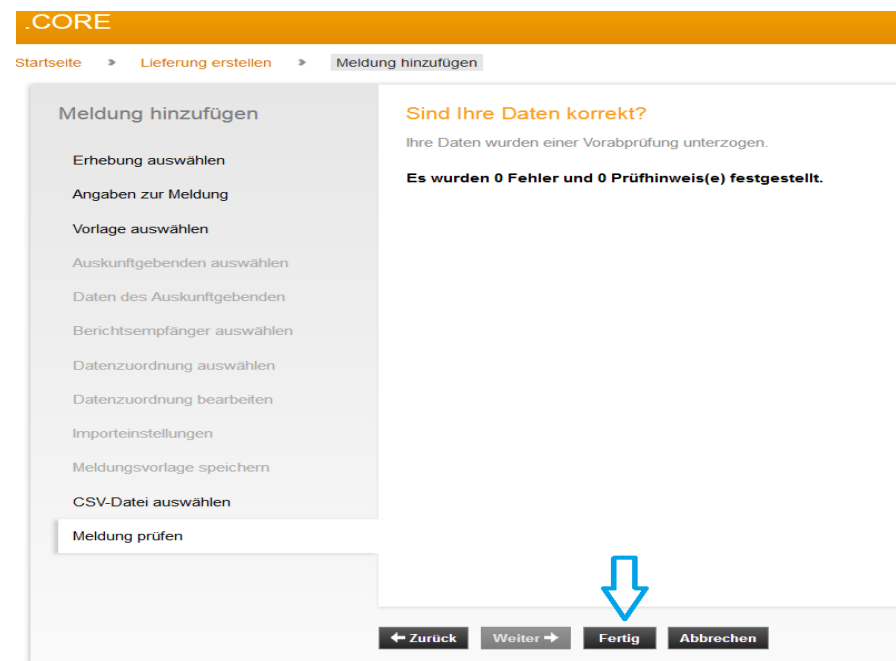 .CORE
Startseite » Lieferung erstellen » Meldung hinzufügen
Meldung hinzufügen
Erhebung auswählen
Angaben zur Meldung
Vorlage auswählen
Auskunftgebenden auswählen
Daten des Auskunftgebenden
Berichtsempfänger auswählen
Datenzuordnung auswählen
Datenzuordnung bearbeiten
Importeinstellungen
Meldungsvorlage speichern
CSV-Datei auswählen
Meldung prüfen
Sind Ihre Daten korrekt?
Ihre Daten wurden einer Vorabprüfung unterzogen.
Es wurden 0 Fehler und 0 Prüfhinweis(e) festgestellt.
← Zurück Weiter → Fertig Abbrechen